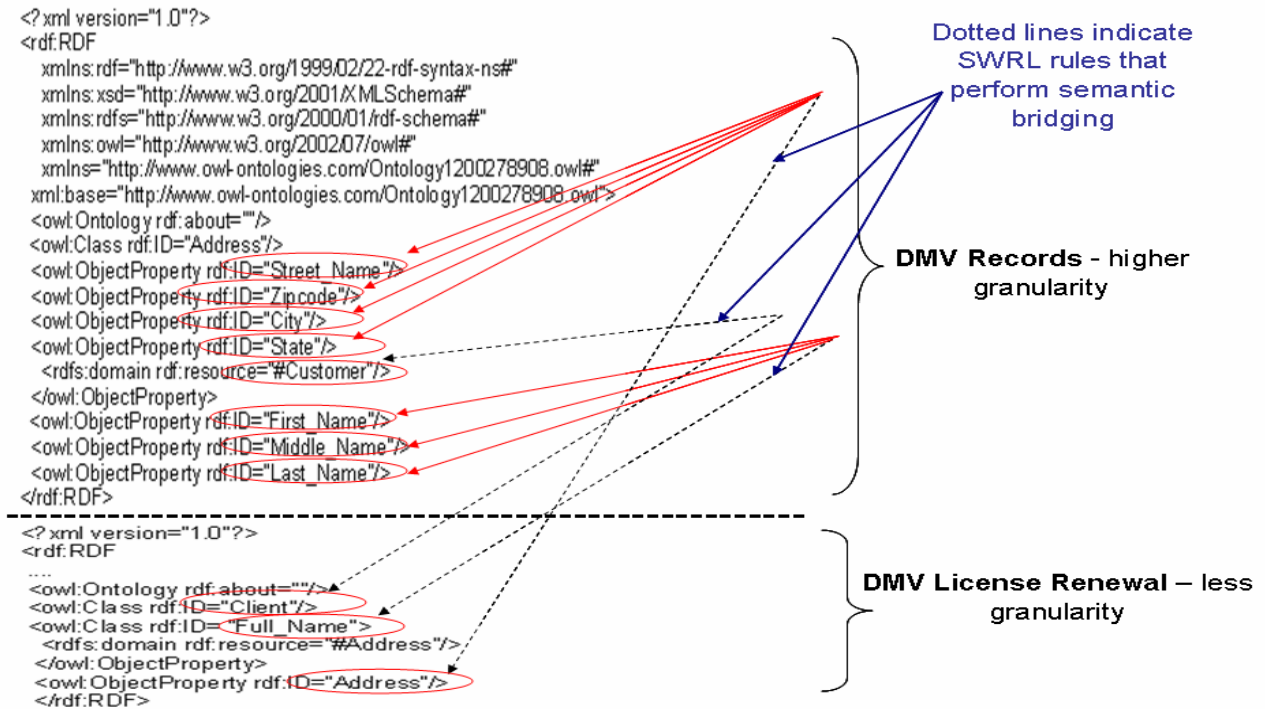 <?xml version="1.0"?>
<rdf:RDF
xmlns:rdf="http://www.w3.org/1999/02/22-rdf-syntax-ns#"
xmlns:xsd="http://www.w3.org/2001/XMLSchema#"
xmlns:rdfs="http://www.w3.org/2000/01/rdf-schema#"
xmlns:owl="http://www.w3.org/2002/07/owl#"
xmlns="http://www.owl-ontologies.com/Ontology1200278908.owl#"
xml:base="http://www.owl-ontologies.com/Ontology1200278908.owl">
<owl:Ontology rdf:about=""/>
<owl:Class rdf:ID="Address"/>
<owl:ObjectProperty rdf:ID="Street_Name"/>
<owl:ObjectProperty rdf:ID="Zipcode"/>
<owl:ObjectProperty rdf:ID="City"/>
<owl:ObjectProperty rdf:ID="State"/>
<rdfs:domain rdf:resource="#Customer"/>
</owl:ObjectProperty>
<owl:ObjectProperty rdf:ID="First_Name"/>
<owl:ObjectProperty rdf:ID="Middle_Name"/>
<owl:ObjectProperty rdf:ID="Last_Name"/>
</rdf:RDF>
Dotted lines indicate
SWRL rules that
perform semantic
bridging
DMV Records - higher
granularity
<?xml version="1.0"?>
<rdf:RDF
....
<owl:Ontology rdf:about=""/>
<owl:Class rdf:ID="Client"/>
<owl:Class rdf:ID="Full_Name">
<rdfs:domain rdf:resource="#Address"/>
</owl:ObjectProperty>
<owl:ObjectProperty rdf:ID="Address"/>
</rdf:RDF>
DMV License Renewal – less
granularity